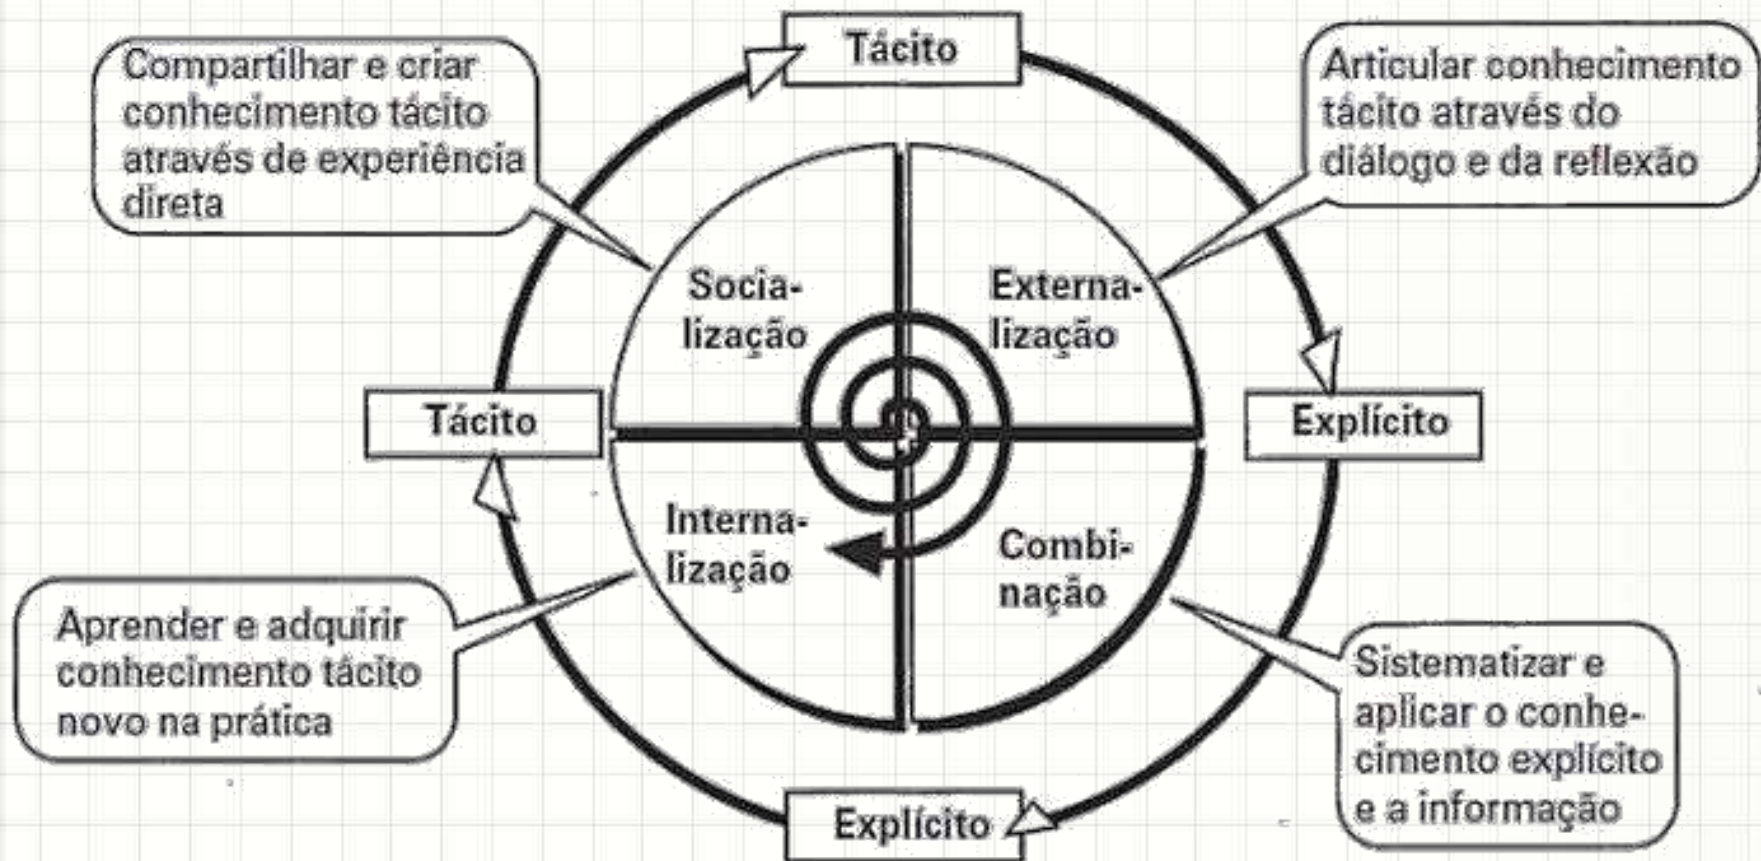 Tácito
Compartilhar e criar
conhecimento tácito
através de experiência
direta
Articular conhecimento
tácito através do
diálogo e da reflexão
Socia-
lização
Externa-
lização
Tácito
Explícito
Interna-
lização
Combi-
nação
Aprender e adquirir
conhecimento tácito
novo na prática
Sistematizar e
aplicar o conhe-
cimento explícito
e a informação
Explícito